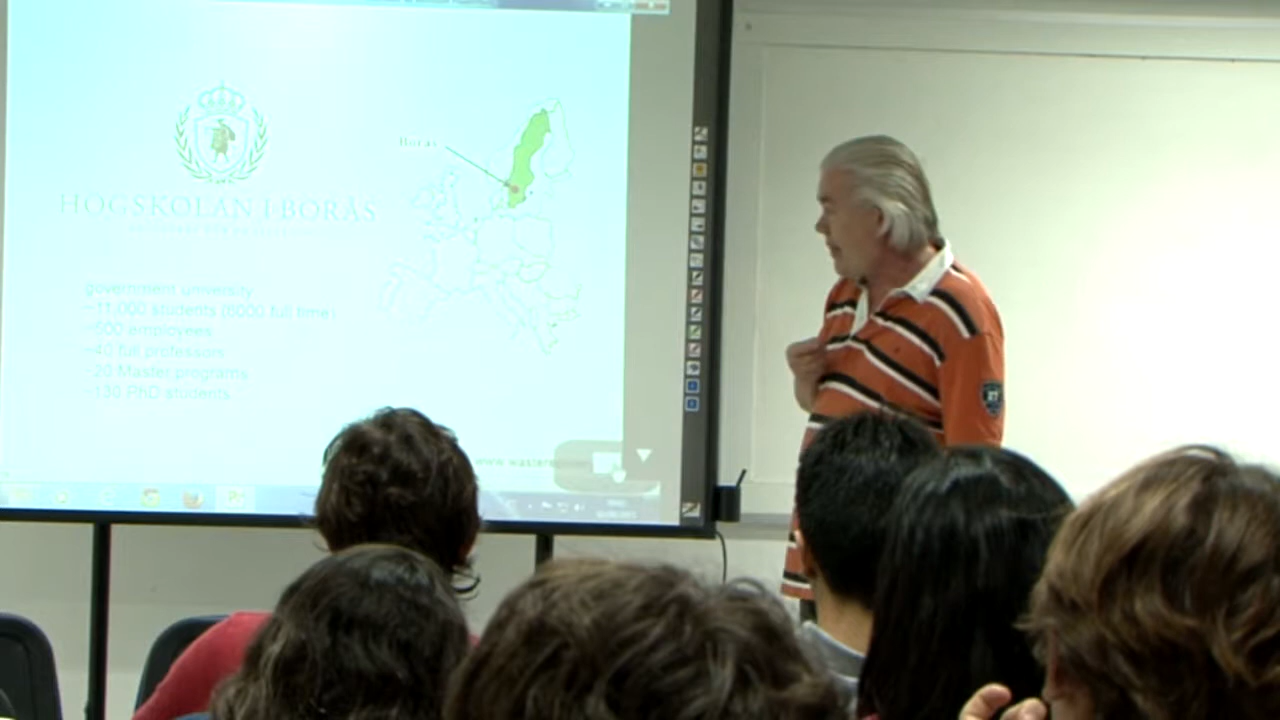 Borås
HÖGSKOLAN I BORÅS
government university
~11,000 students (6000 full time)
~500 employees
~40 full professors
~20 Master programs
~130 PhD students